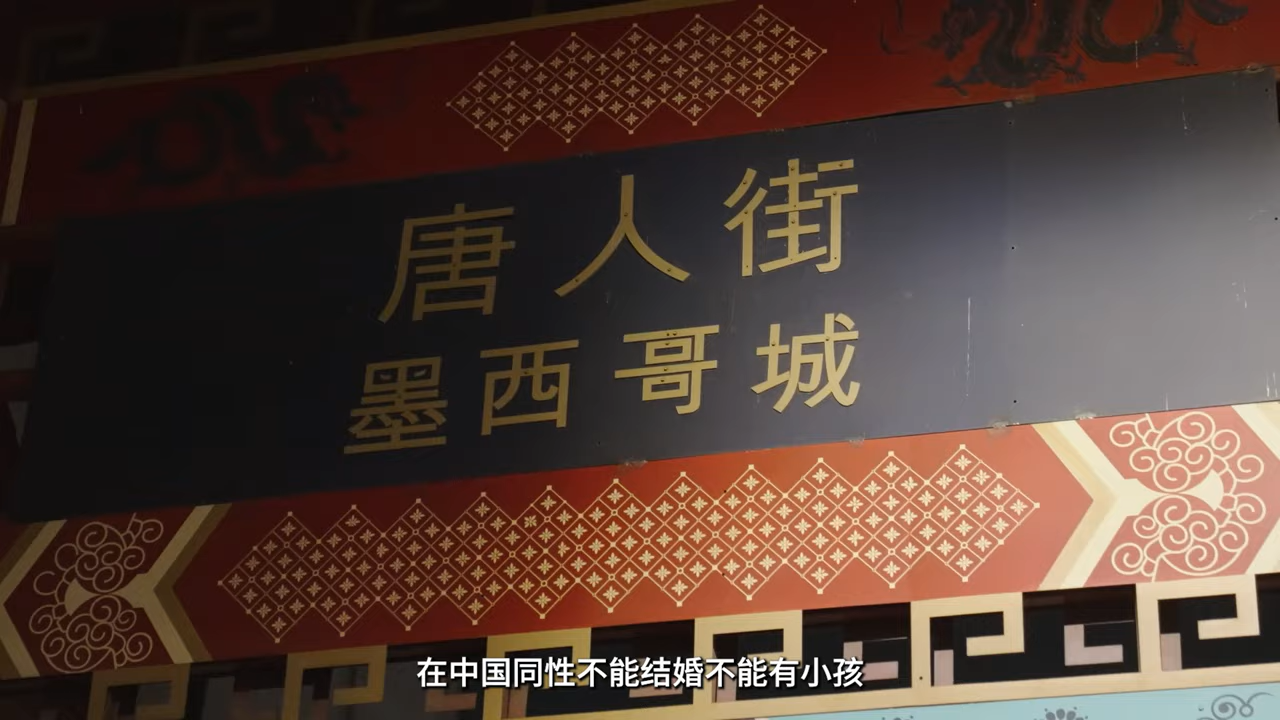 唐人街
墨西哥城
在中国同性不能结婚不能有小孩